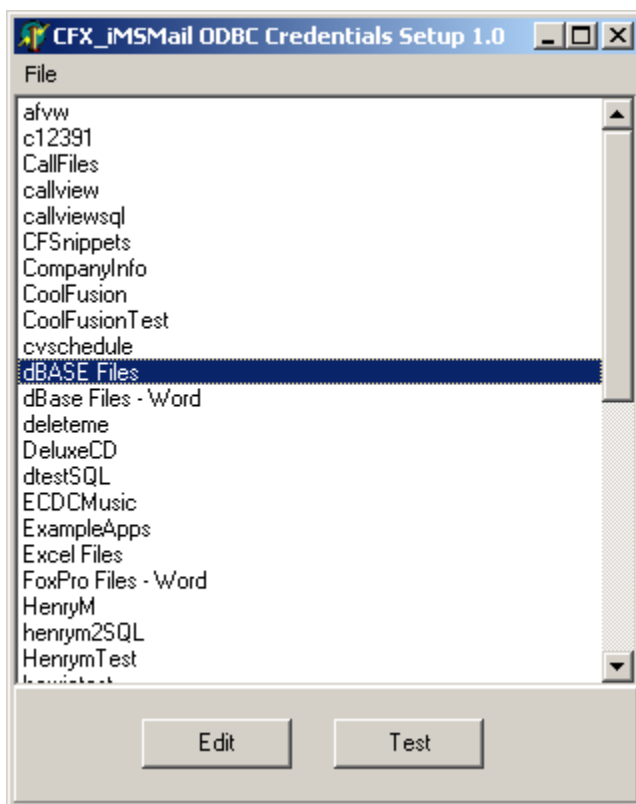 CFX_iMSMail ODBC Credentials Setup 1.0
File
afvw
c12391
CallFiles
callview
callviewsql
CFSnippets
CompanyInfo
CoolFusion
CoolFusionTest
cvschedule
dBASE Files
dBase Files - Word
deleteme
DeluxeCD
dtestSQL
ECDCMusic
ExampleApps
Excel Files
FoxPro Files - Word
HenryM
henrym2SQL
HenrymTest
Edit Test